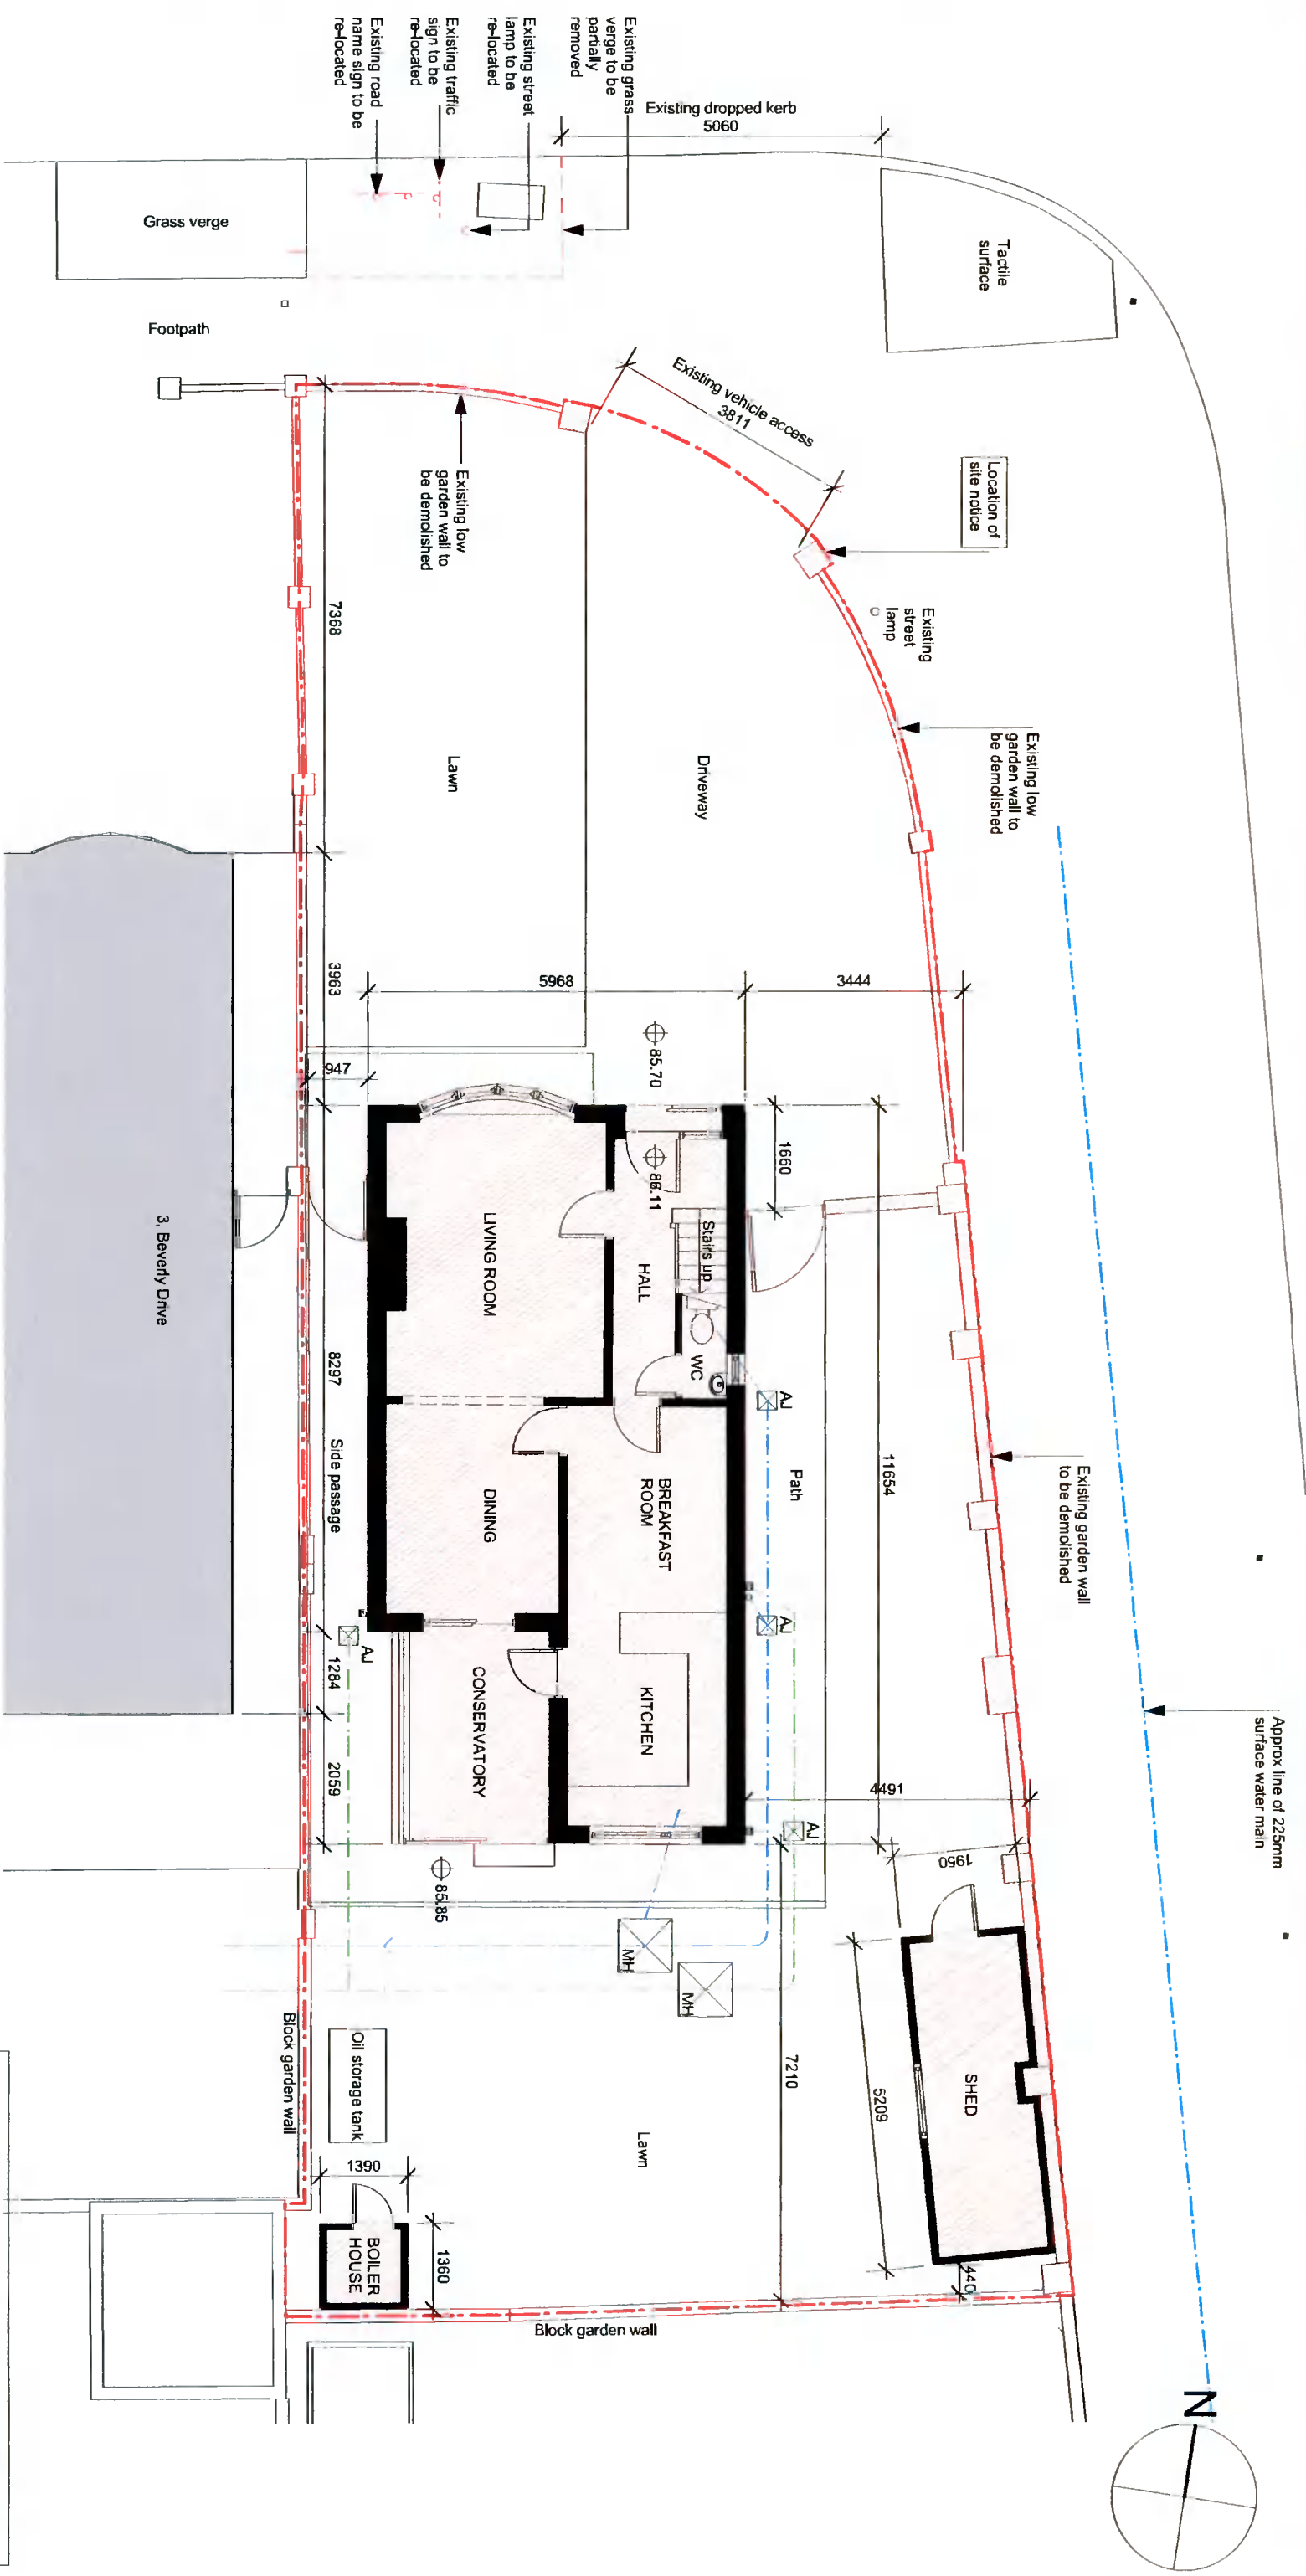 Existing grass
verge to be
partially
removed
Existing street
lamp to be
re-located
Existing traffic
sign to be
re-located
Existing road
name sign to be
re-located
Existing dropped kerb
5060
Grass verge
Tactile
surface
Footpath
Existing vehicle access
3811
Location of
site notice
Existing low
garden wall to
be demolished
Existing
street
lamp
7368
Lawn
Driveway
Existing low
garden wall to
be demolished
3963
5968
3444
947
85.70
1660
86.11
Stairs up
LIVING ROOM
HALL
WC
3, Beverly Drive
8297
Side passage
AJ
Path
11654
DINING
BREAKFAST
ROOM
Existing garden wall
to be demolished
AJ
AJ
1284
CONSERVATORY
KITCHEN
Approx line of 225mm
surface water main
2059
4491
AJ
1950
85.85
MH
MH
Block garden wall
Oil storage tank
7210
5209
SHED
Lawn
1390
BOILER
HOUSE
1360
440
Block garden wall
N